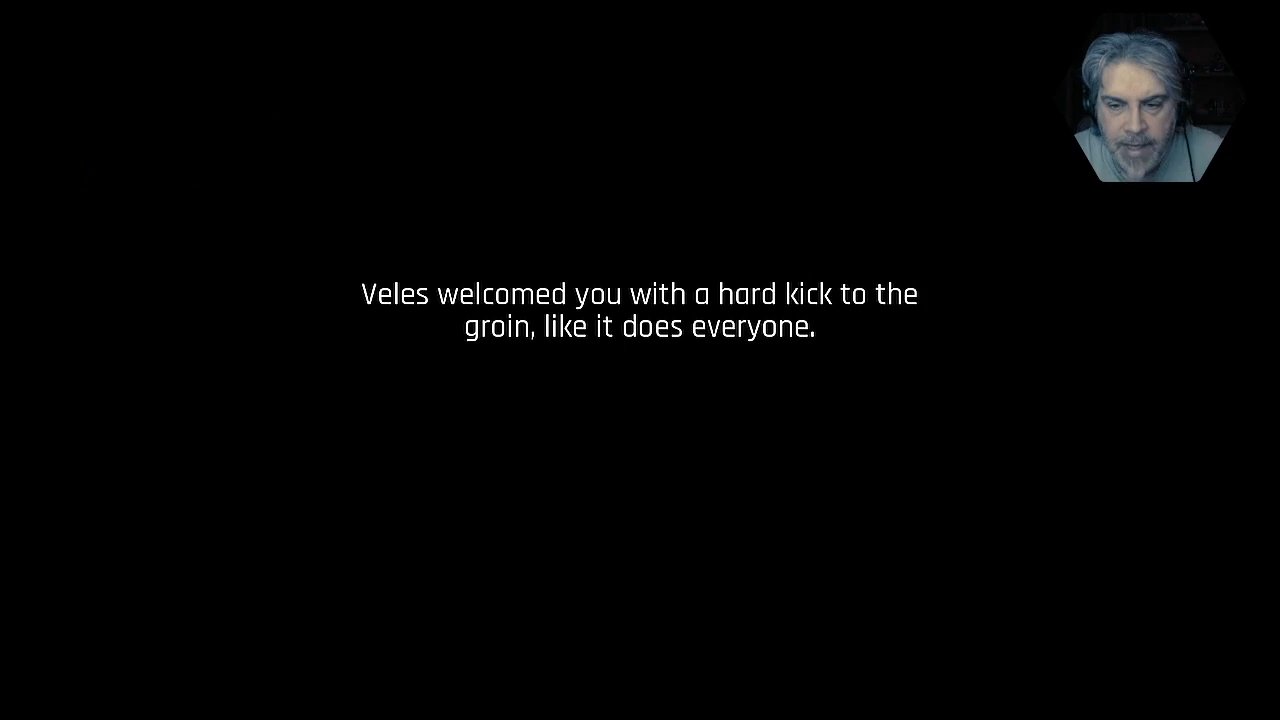 Veles welcomed you with a hard kick to the
groin, like it does everyone.